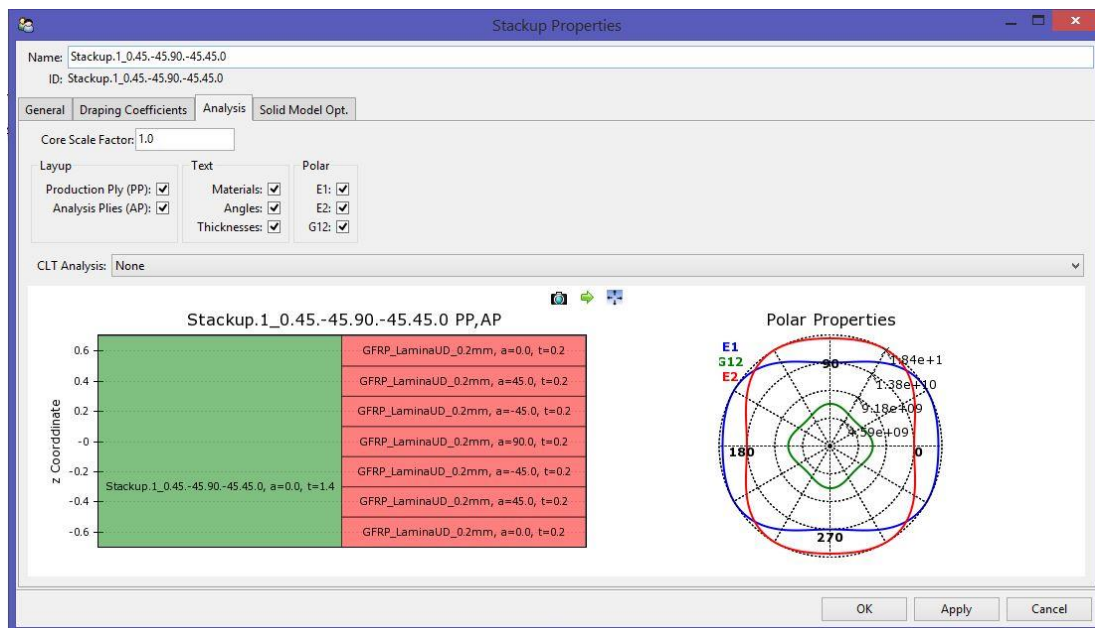 Stackup Properties
Name: Stackup.1_0.45.-45.90.-45.45.0
ID: Stackup.1_0.45.-45.90.-45.45.0
General Draping Coefficients Analysis Solid Model Opt.
Core Scale Factor: 1.0
Layup Text Polar
Production Ply (PP): Materials: E1:
Analysis Plies (AP): Angles: E2:
Thicknesses: G12:
CLT Analysis: None
Stackup.1_0.45.-45.90.-45.45.0 PP,AP
z Coordinate
0.6
0.4
0.2
-0
-0.2
-0.4
-0.6
Stackup.1_0.45.-45.90.-45.45.0, a=0.0, t=1.4
GFRP_LaminaUD_0.2mm, a=0.0, t=0.2
GFRP_LaminaUD_0.2mm, a=45.0, t=0.2
GFRP_LaminaUD_0.2mm, a=-45.0, t=0.2
GFRP_LaminaUD_0.2mm, a=90.0, t=0.2
GFRP_LaminaUD_0.2mm, a=-45.0, t=0.2
GFRP_LaminaUD_0.2mm, a=45.0, t=0.2
GFRP_LaminaUD_0.2mm, a=0.0, t=0.2
Polar Properties
E1
G12
E2
90
1.84e+1
1.38e+10
9.18e+09
4.59e+09
180
0
270
OK Apply Cancel